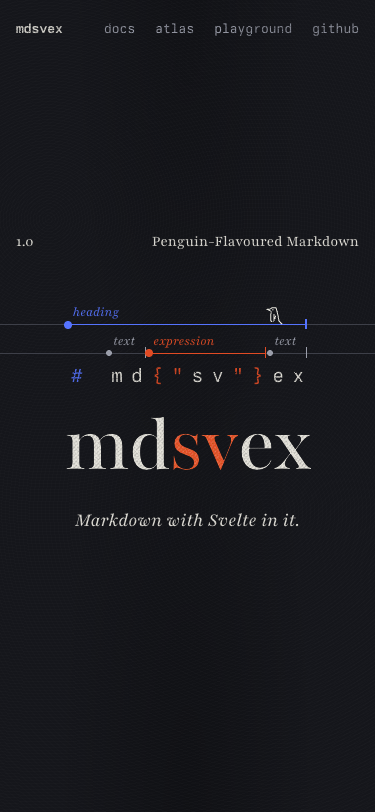 mdsvex docs atlas playground github
1.0 Penguin-Flavoured Markdown
heading
text expression text
# md{"sv"}ex
mdsvex
Markdown with Svelte in it.